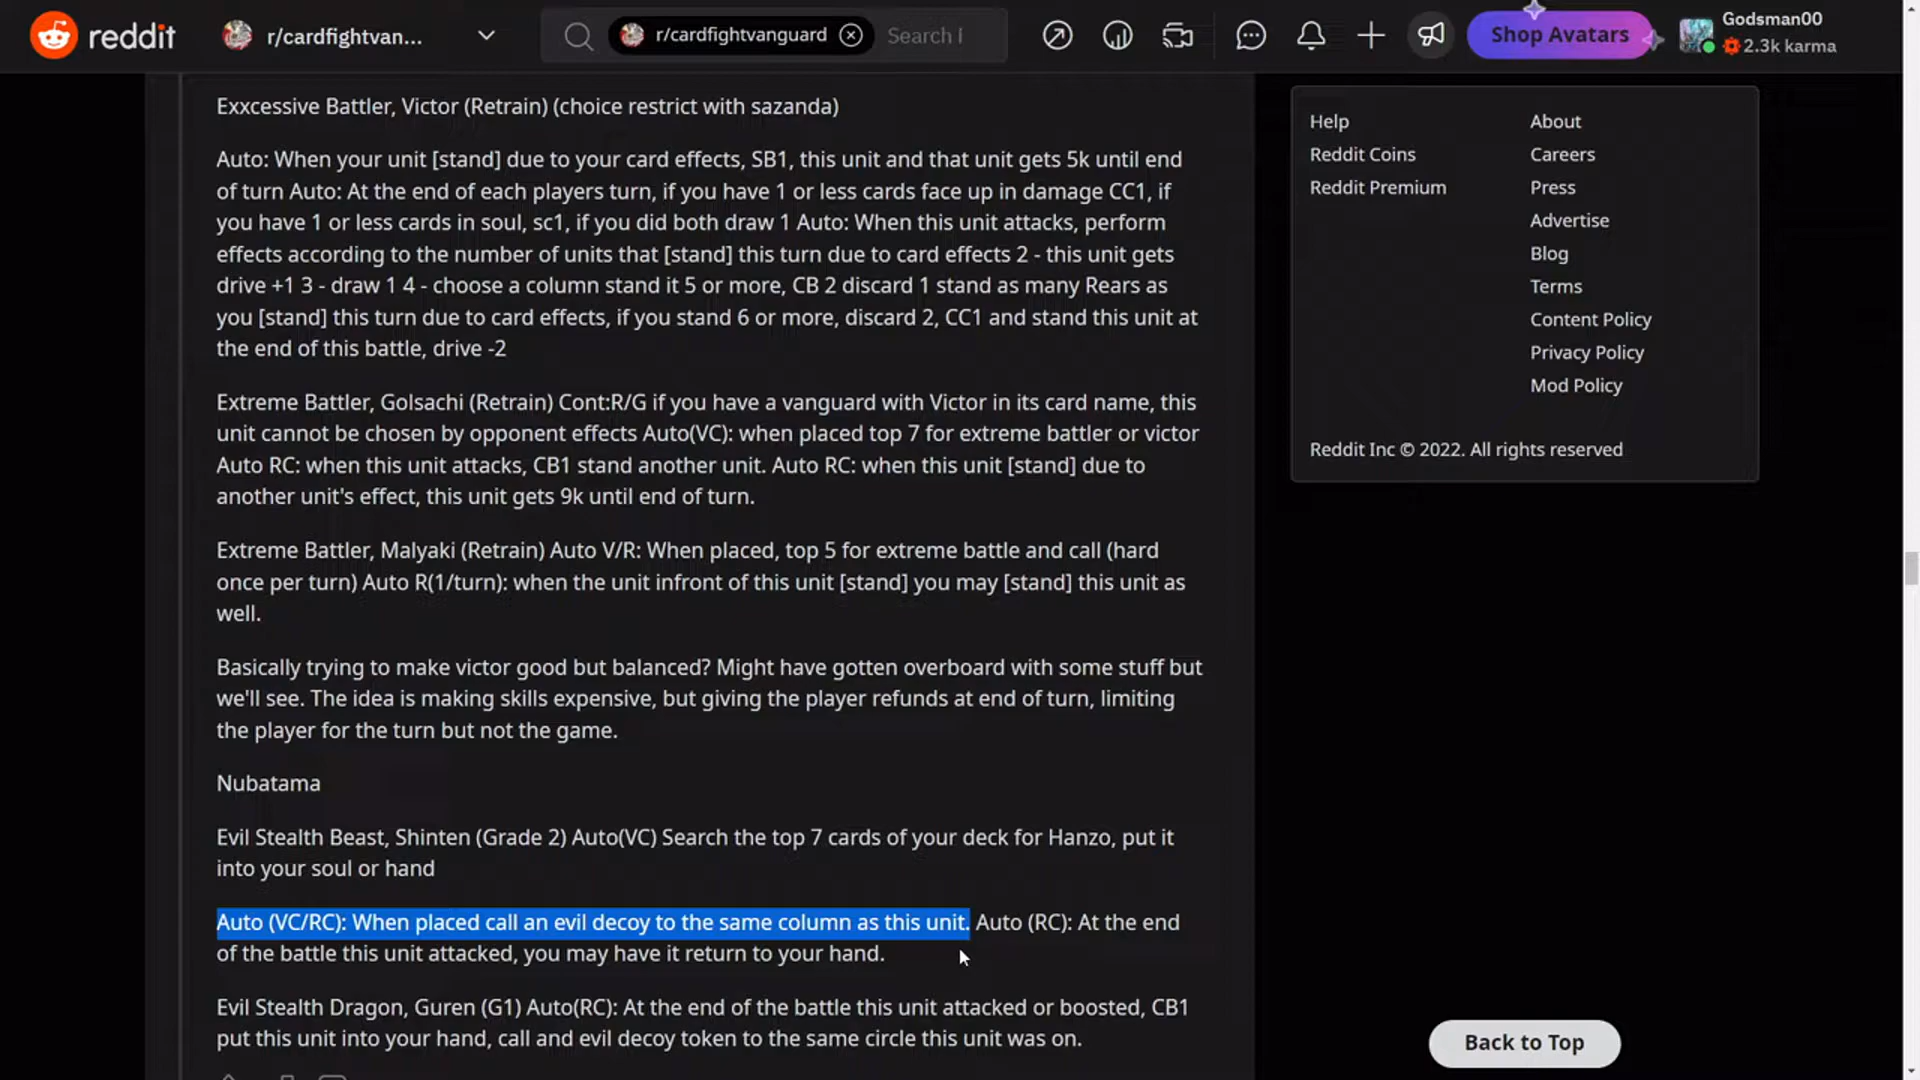 reddit
r/cardfightvan...
r/cardfightvanguard
Shop Avatars
Godsman00
2.3k karma
Exxcessive Battler, Victor (Retrain) (choice restrict with sazanda)
Auto: When your unit [stand] due to your card effects, SB1, this unit and that unit gets 5k until end
of turn Auto: At the end of each players turn, if you have 1 or less cards face up in damage CC1, if
you have 1 or less cards in soul, sc1, if you did both draw 1 Auto: When this unit attacks, perform
effects according to the number of units that [stand] this turn due to card effects 2 - this unit gets
drive +1 3 - draw 1 4 - choose a column stand it 5 or more, CB 2 discard 1 stand as many Rears as
you [stand] this turn due to card effects, if you stand 6 or more, discard 2, CC1 and stand this unit at
the end of this battle, drive -2
Extreme Battler, Golsachi (Retrain) Cont:R/G if you have a vanguard with Victor in its card name, this
unit cannot be chosen by opponent effects Auto(VC): when placed top 7 for extreme battler or victor
Auto RC: when this unit attacks, CB1 stand another unit. Auto RC: when this unit [stand] due to
another unit's effect, this unit gets 9k until end of turn.
Extreme Battler, Malyaki (Retrain) Auto V/R: When placed, top 5 for extreme battle and call (hard
once per turn) Auto R(1/turn): when the unit infront of this unit [stand] you may [stand] this unit as
well.
Basically trying to make victor good but balanced? Might have gotten overboard with some stuff but
we'll see. The idea is making skills expensive, but giving the player refunds at end of turn, limiting
the player for the turn but not the game.
Nubatama
Evil Stealth Beast, Shinten (Grade 2) Auto(VC) Search the top 7 cards of your deck for Hanzo, put it
into your soul or hand
Auto (VC/RC): When placed call an evil decoy to the same column as this unit. Auto (RC): At the end
of the battle this unit attacked, you may have it return to your hand.
Evil Stealth Dragon, Guren (G1) Auto(RC): At the end of the battle this unit attacked or boosted, CB1
put this unit into your hand, call and evil decoy token to the same circle this unit was on.
Help
About
Reddit Coins
Careers
Reddit Premium
Press
Advertise
Blog
Terms
Content Policy
Privacy Policy
Mod Policy
Reddit Inc © 2022. All rights reserved
Back to Top